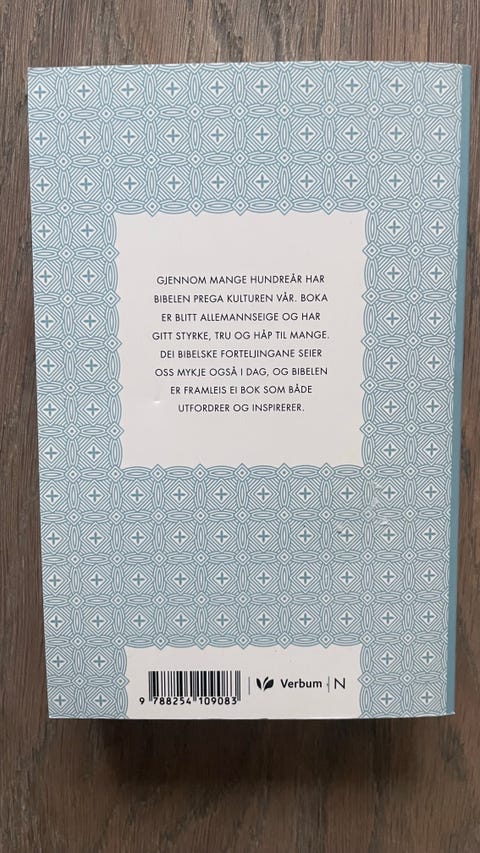 GJENNOM MANGE HUNDREÅR HAR
BIBELEN PREGA KULTUREN VÅR. BOKA
ER BLITT ALLEMANNSEIGE OG HAR
GITT STYRKE, TRU OG HÅP TIL MANGE.
DEI BIBELSKE FORTELJINGANE SEIER
OSS MYKJE OGSÅ I DAG, OG BIBELEN
ER FRAMLEIS EI BOK SOM BÅDE
UTFORDRER OG INSPIRERER.
9 788254 109083
Verbum N